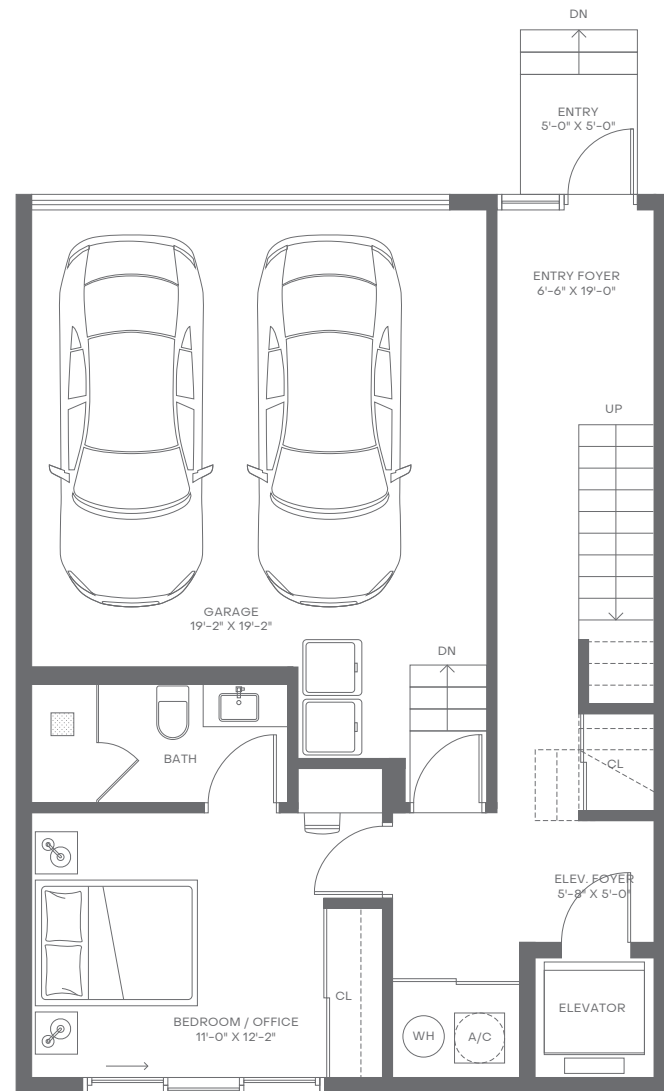 DN
ENTRY
5'-0" X 5'-0"
ENTRY FOYER
6'-6" X 19'-0"
UP
GARAGE
19'-2" X 19'-2"
DN
BATH
CL
ELEV. FOYER
5'-8" X 5'-0"
CL
ELEVATOR
BEDROOM / OFFICE
11'-0" X 12'-2"
WH
A/C